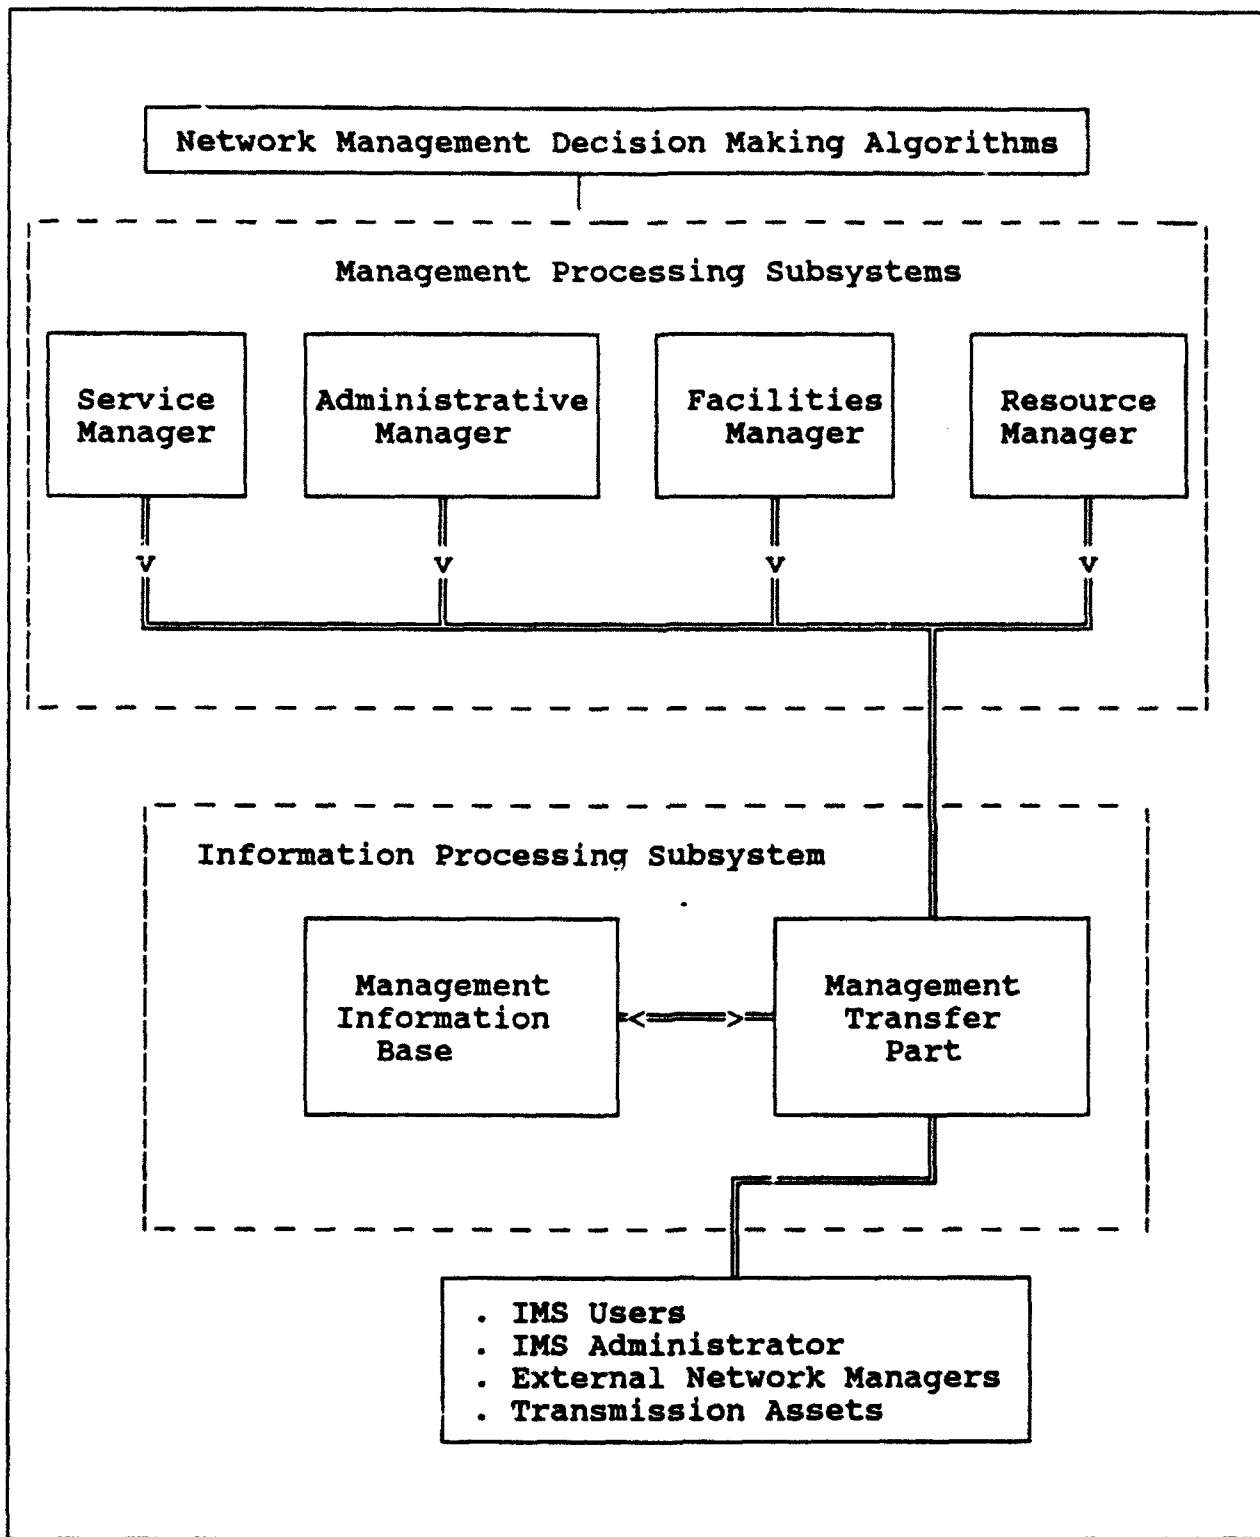 Network Management Decision Making Algorithms
Management Processing Subsystems
Service
Manager
Administrative
Manager
Facilities
Manager
Resource
Manager
v v v v
Information Processing Subsystem
Management
Information
Base
=<===>=
Management
Transfer
Part
. IMS Users
. IMS Administrator
. External Network Managers
. Transmission Assets